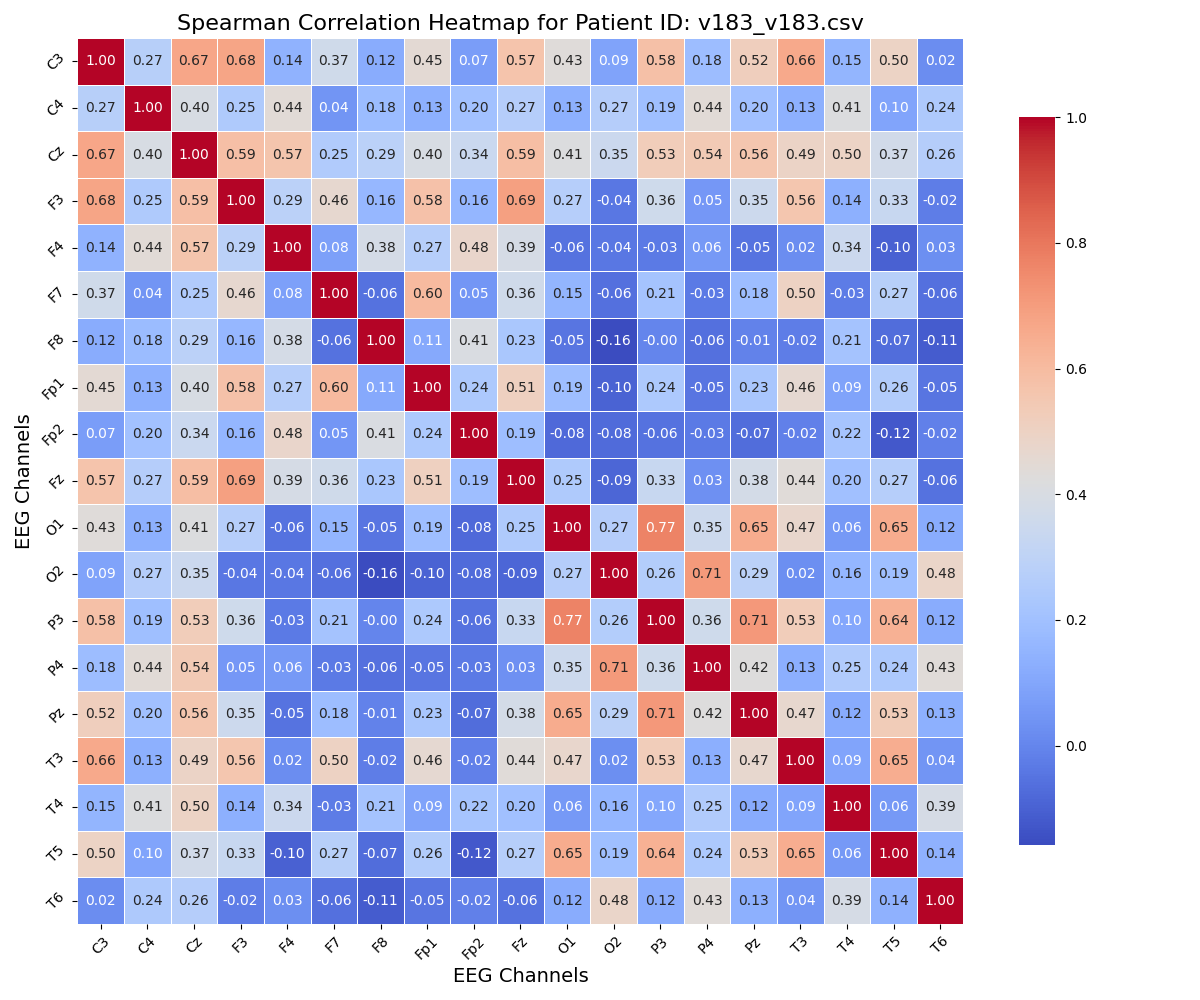 Spearman Correlation Heatmap for Patient ID: v183_v183.csv
C3 1.00 0.27 0.67 0.68 0.14 0.37 0.12 0.45 0.07 0.57 0.43 0.09 0.58 0.18 0.52 0.66 0.15 0.50 0.02
C4 0.27 1.00 0.40 0.25 0.44 0.04 0.18 0.13 0.20 0.27 0.13 0.27 0.19 0.44 0.20 0.13 0.41 0.10 0.24
Cz 0.67 0.40 1.00 0.59 0.57 0.25 0.29 0.40 0.34 0.59 0.41 0.35 0.53 0.54 0.56 0.49 0.50 0.37 0.26
F3 0.68 0.25 0.59 1.00 0.29 0.46 0.16 0.58 0.16 0.69 0.27 -0.04 0.36 0.05 0.35 0.56 0.14 0.33 -0.02
F4 0.14 0.44 0.57 0.29 1.00 0.08 0.38 0.27 0.48 0.39 -0.06 -0.04 -0.03 0.06 -0.05 0.02 0.34 -0.10 0.03
F7 0.37 0.04 0.25 0.46 0.08 1.00 -0.06 0.60 0.05 0.36 0.15 -0.06 0.21 -0.03 0.18 0.50 -0.03 0.27 -0.06
F8 0.12 0.18 0.29 0.16 0.38 -0.06 1.00 0.11 0.41 0.23 -0.05 -0.16 -0.00 -0.06 -0.01 -0.02 0.21 -0.07 -0.11
Fp1 0.45 0.13 0.40 0.58 0.27 0.60 0.11 1.00 0.24 0.51 0.19 -0.10 0.24 -0.05 0.23 0.46 0.09 0.26 -0.05
Fp2 0.07 0.20 0.34 0.16 0.48 0.05 0.41 0.24 1.00 0.19 -0.08 -0.08 -0.06 -0.03 -0.07 -0.02 0.22 -0.12 -0.02
Fz 0.57 0.27 0.59 0.69 0.39 0.36 0.23 0.51 0.19 1.00 0.25 -0.09 0.33 0.03 0.38 0.44 0.20 0.27 -0.06
O1 0.43 0.13 0.41 0.27 -0.06 0.15 -0.05 0.19 -0.08 0.25 1.00 0.27 0.77 0.35 0.65 0.47 0.06 0.65 0.12
O2 0.09 0.27 0.35 -0.04 -0.04 -0.06 -0.16 -0.10 -0.08 -0.09 0.27 1.00 0.26 0.71 0.29 0.02 0.16 0.19 0.48
P3 0.58 0.19 0.53 0.36 -0.03 0.21 -0.00 0.24 -0.06 0.33 0.77 0.26 1.00 0.36 0.71 0.53 0.10 0.64 0.12
P4 0.18 0.44 0.54 0.05 0.06 -0.03 -0.06 -0.05 -0.03 0.03 0.35 0.71 0.36 1.00 0.42 0.13 0.25 0.24 0.43
Pz 0.52 0.20 0.56 0.35 -0.05 0.18 -0.01 0.23 -0.07 0.38 0.65 0.29 0.71 0.42 1.00 0.47 0.12 0.53 0.13
T3 0.66 0.13 0.49 0.56 0.02 0.50 -0.02 0.46 -0.02 0.44 0.47 0.02 0.53 0.13 0.47 1.00 0.09 0.65 0.04
T4 0.15 0.41 0.50 0.14 0.34 -0.03 0.21 0.09 0.22 0.20 0.06 0.16 0.10 0.25 0.12 0.09 1.00 0.06 0.39
T5 0.50 0.10 0.37 0.33 -0.10 0.27 -0.07 0.26 -0.12 0.27 0.65 0.19 0.64 0.24 0.53 0.65 0.06 1.00 0.14
T6 0.02 0.24 0.26 -0.02 0.03 -0.06 -0.11 -0.05 -0.02 -0.06 0.12 0.48 0.12 0.43 0.13 0.04 0.39 0.14 1.00
C3 C4 Cz F3 F4 F7 F8 Fp1 Fp2 Fz O1 O2 P3 P4 Pz T3 T4 T5 T6
EEG Channels
EEG Channels
1.0
0.8
0.6
0.4
0.2
0.0